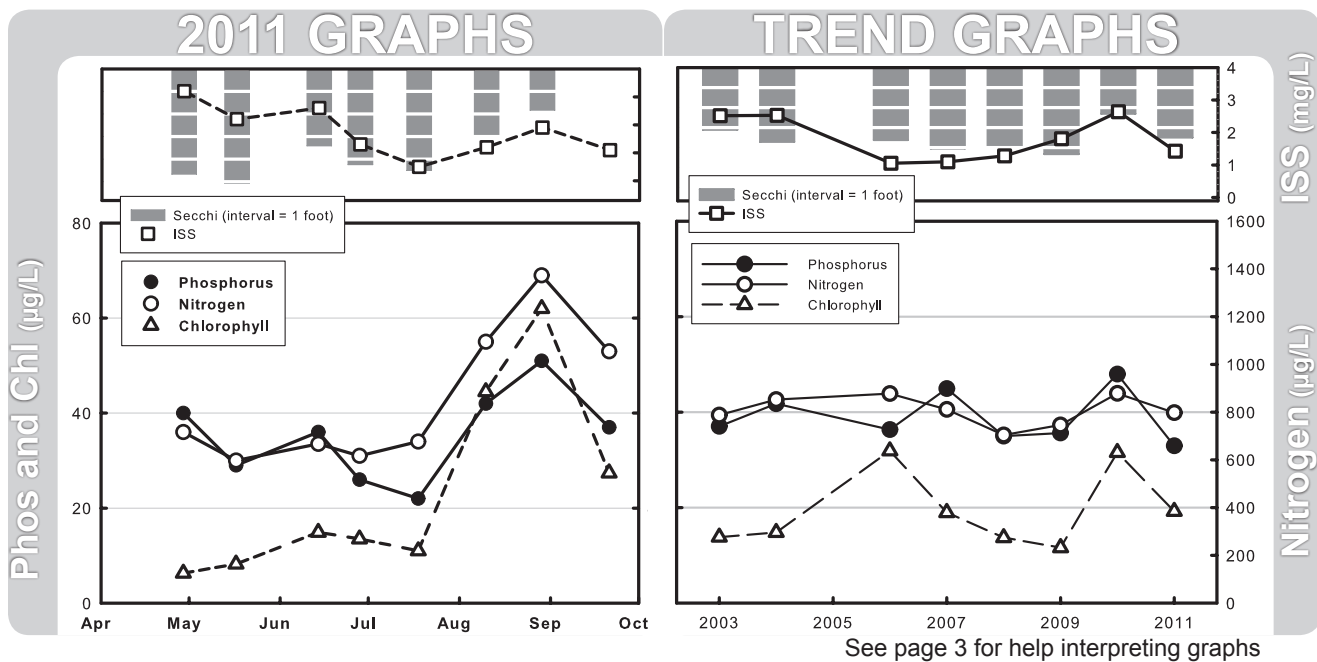 2011 GRAPHS
TREND GRAPHS
4
3
2
1
0
ISS (mg/L)
Secchi (interval = 1 foot)
ISS
Secchi (interval = 1 foot)
ISS
Phos and Chl (µg/L)
80
60
40
20
0
Phosphorus
Nitrogen
Chlorophyll
Apr May Jun Jul Aug Sep Oct
Phosphorus
Nitrogen
Chlorophyll
1600
1400
1200
1000
800
600
400
200
0
Nitrogen (µg/L)
2003 2005 2007 2009 2011
See page 3 for help interpreting graphs